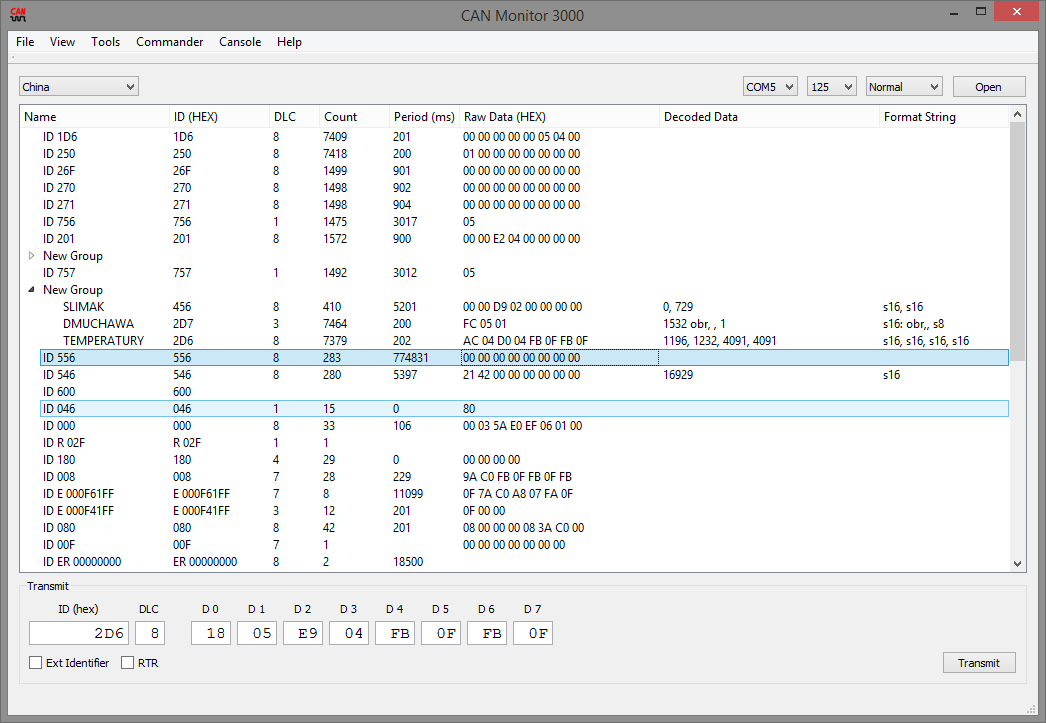 CAN
CAN Monitor 3000
File View Tools Commander Cansole Help
China COM5 125 Normal Open
Name ID (HEX) DLC Count Period (ms) Raw Data (HEX) Decoded Data Format String
ID 1D6 1D6 8 7409 201 00 00 00 00 00 05 04 00
ID 250 250 8 7418 200 01 00 00 00 00 00 00 00
ID 26F 26F 8 1499 901 00 00 00 00 00 00 00 00
ID 270 270 8 1498 902 00 00 00 00 00 00 00 00
ID 271 271 8 1498 904 00 00 00 00 00 00 00 00
ID 756 756 1 1475 3017 05
ID 201 201 8 1572 900 00 00 E2 04 00 00 00 00
New Group
ID 757 757 1 1492 3012 05
New Group
SLIMAK 456 8 410 5201 00 00 D9 02 00 00 00 00 0, 729 s16, s16
DMUCHAWA 2D7 3 7464 200 FC 05 01 1532 obr, , 1 s16: obr,, s8
TEMPERATURY 2D6 8 7379 202 AC 04 D0 04 FB 0F FB 0F 1196, 1232, 4091, 4091 s16, s16, s16, s16
ID 556 556 8 283 774831 00 00 00 00 00 00 00 00
ID 546 546 8 280 5397 21 42 00 00 00 00 00 00 16929 s16
ID 600 600
ID 046 046 1 15 0 80
ID 000 000 8 33 106 00 03 5A E0 EF 06 01 00
ID R 02F R 02F 1 1
ID 180 180 4 29 0 00 00 00 00
ID 008 008 7 28 229 9A C0 FB 0F FB 0F FB
ID E 000F61FF E 000F61FF 7 8 11099 0F 7A C0 A8 07 FA 0F
ID E 000F41FF E 000F41FF 3 12 201 0F 00 00
ID 080 080 8 42 201 08 00 00 00 08 3A C0 00
ID 00F 00F 7 1 00 00 00 00 00 00 00
ID ER 00000000 ER 00000000 8 2 18500
Transmit
ID (hex) DLC D 0 D 1 D 2 D 3 D 4 D 5 D 6 D 7
2D6 8 18 05 E9 04 FB 0F FB 0F
Ext Identifier RTR Transmit